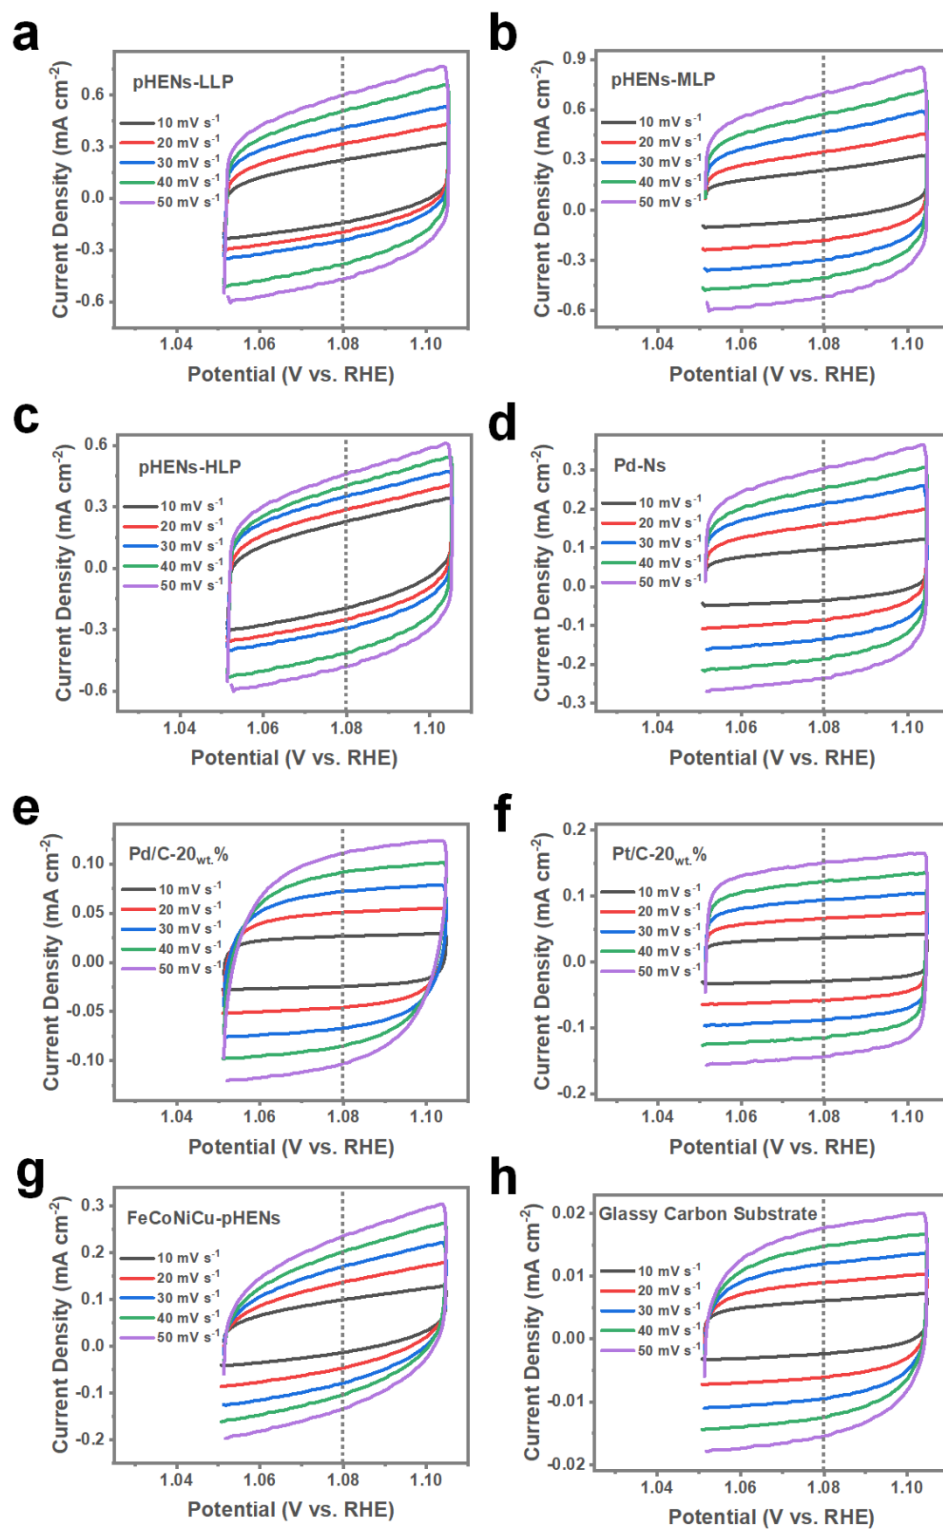 a
pHENs-LLP
10 mV s⁻¹
20 mV s⁻¹
30 mV s⁻¹
40 mV s⁻¹
50 mV s⁻¹
0.6
0.3
0.0
-0.3
-0.6
Current Density (mA cm⁻²)
1.04 1.06 1.08 1.10
Potential (V vs. RHE)
b
pHENs-MLP
10 mV s⁻¹
20 mV s⁻¹
30 mV s⁻¹
40 mV s⁻¹
50 mV s⁻¹
0.9
0.6
0.3
0.0
-0.3
-0.6
Current Density (mA cm⁻²)
1.04 1.06 1.08 1.10
Potential (V vs. RHE)
c
pHENs-HLP
10 mV s⁻¹
20 mV s⁻¹
30 mV s⁻¹
40 mV s⁻¹
50 mV s⁻¹
0.6
0.3
0.0
-0.3
-0.6
Current Density (mA cm⁻²)
1.04 1.06 1.08 1.10
Potential (V vs. RHE)
d
Pd-Ns
10 mV s⁻¹
20 mV s⁻¹
30 mV s⁻¹
40 mV s⁻¹
50 mV s⁻¹
0.3
0.2
0.1
0.0
-0.1
-0.2
-0.3
Current Density (mA cm⁻²)
1.04 1.06 1.08 1.10
Potential (V vs. RHE)
e
Pd/C-20wt.%
10 mV s⁻¹
20 mV s⁻¹
30 mV s⁻¹
40 mV s⁻¹
50 mV s⁻¹
0.10
0.05
0.00
-0.05
-0.10
Current Density (mA cm⁻²)
1.04 1.06 1.08 1.10
Potential (V vs. RHE)
f
Pt/C-20wt.%
10 mV s⁻¹
20 mV s⁻¹
30 mV s⁻¹
40 mV s⁻¹
50 mV s⁻¹
0.2
0.1
0.0
-0.1
-0.2
Current Density (mA cm⁻²)
1.04 1.06 1.08 1.10
Potential (V vs. RHE)
g
FeCoNiCu-pHENs
10 mV s⁻¹
20 mV s⁻¹
30 mV s⁻¹
40 mV s⁻¹
50 mV s⁻¹
0.3
0.2
0.1
0.0
-0.1
-0.2
Current Density (mA cm⁻²)
1.04 1.06 1.08 1.10
Potential (V vs. RHE)
h
Glassy Carbon Substrate
10 mV s⁻¹
20 mV s⁻¹
30 mV s⁻¹
40 mV s⁻¹
50 mV s⁻¹
0.02
0.01
0.00
-0.01
-0.02
Current Density (mA cm⁻²)
1.04 1.06 1.08 1.10
Potential (V vs. RHE)